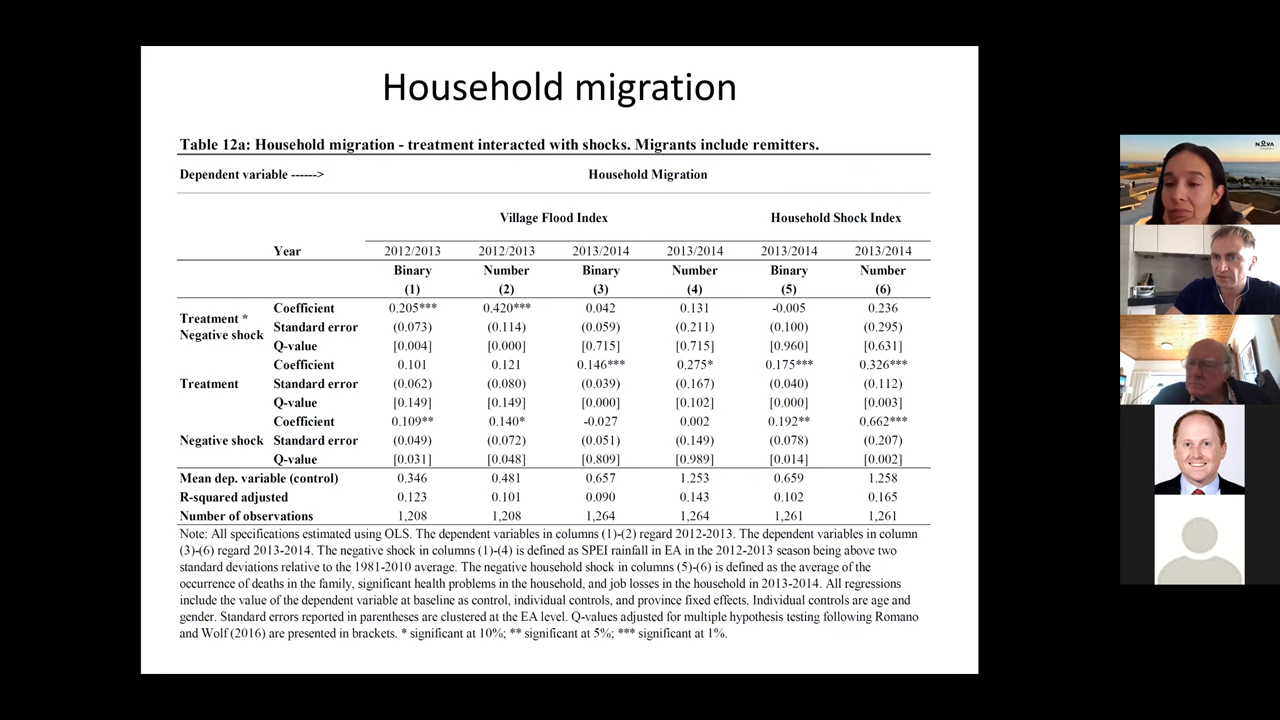 Household migration
Table 12a: Household migration - treatment interacted with shocks. Migrants include remitters.
Dependent variable ------> Household Migration
Village Flood Index Household Shock Index
Year 2012/2013 2012/2013 2013/2014 2013/2014 2013/2014 2013/2014
Binary Number Binary Number Binary Number
(1) (2) (3) (4) (5) (6)
Treatment * Negative shock Coefficient 0.205*** 0.420*** 0.042 0.131 -0.005 0.236
Standard error (0.073) (0.114) (0.059) (0.211) (0.100) (0.295)
Q-value [0.004] [0.000] [0.715] [0.715] [0.960] [0.631]
Treatment Coefficient 0.101 0.121 0.146*** 0.275* 0.175*** 0.326***
Standard error (0.062) (0.080) (0.039) (0.167) (0.040) (0.112)
Q-value [0.149] [0.149] [0.000] [0.102] [0.000] [0.003]
Negative shock Coefficient 0.109** 0.140* -0.027 0.002 0.192** 0.662***
Standard error (0.049) (0.072) (0.051) (0.149) (0.078) (0.207)
Q-value [0.031] [0.048] [0.809] [0.989] [0.014] [0.002]
Mean dep. variable (control) 0.346 0.481 0.657 1.253 0.659 1.258
R-squared adjusted 0.123 0.101 0.090 0.143 0.102 0.165
Number of observations 1,208 1,208 1,264 1,264 1,261 1,261
Note: All specifications estimated using OLS. The dependent variables in columns (1)-(2) regard 2012-2013. The dependent variables in column
(3)-(6) regard 2013-2014. The negative shock in columns (1)-(4) is defined as SPEI rainfall in EA in the 2012-2013 season being above two
standard deviations relative to the 1981-2010 average. The negative household shock in columns (5)-(6) is defined as the average of the
occurrence of deaths in the family, significant health problems in the household, and job losses in the household in 2013-2014. All regressions
include the value of the dependent variable at baseline as control, individual controls, and province fixed effects. Individual controls are age and
gender. Standard errors reported in parentheses are clustered at the EA level. Q-values adjusted for multiple hypothesis testing following Romano
and Wolf (2016) are presented in brackets. * significant at 10%; ** significant at 5%; *** significant at 1%.
NOVA